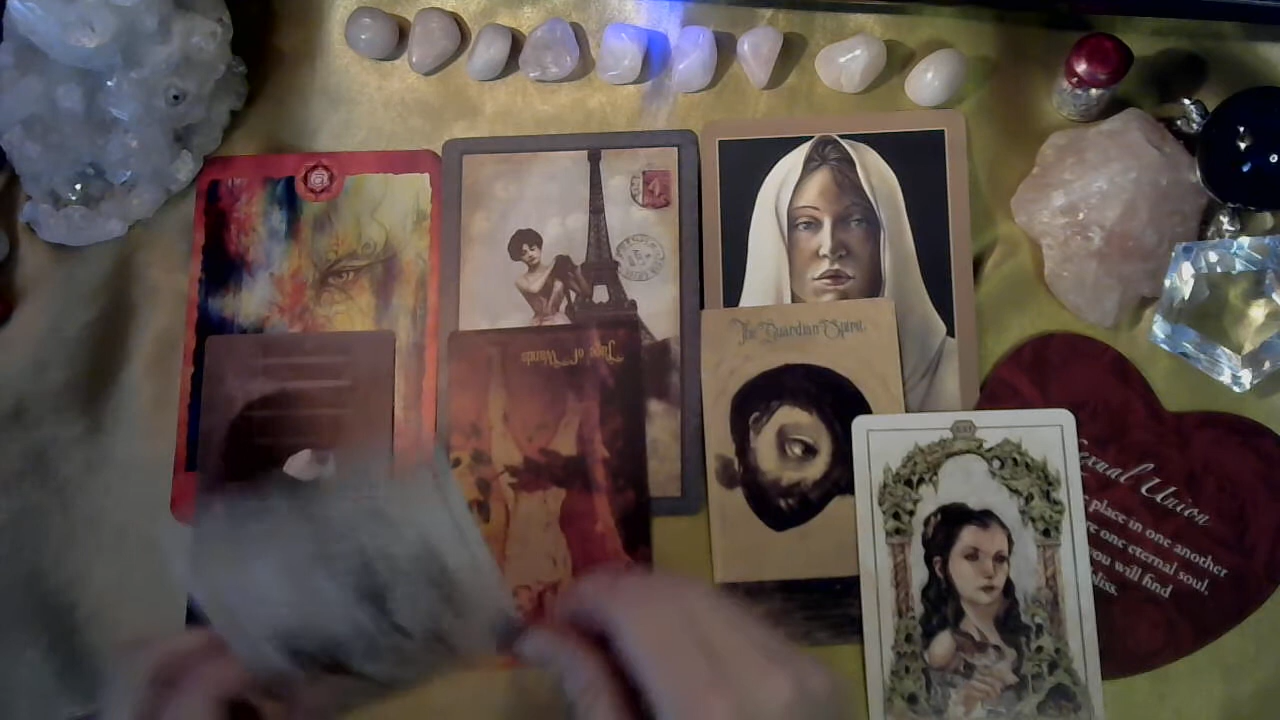 The Guardian Spirit
Page of Wands
Sexual Union
place in one another
one eternal soul,
you will find
bliss.